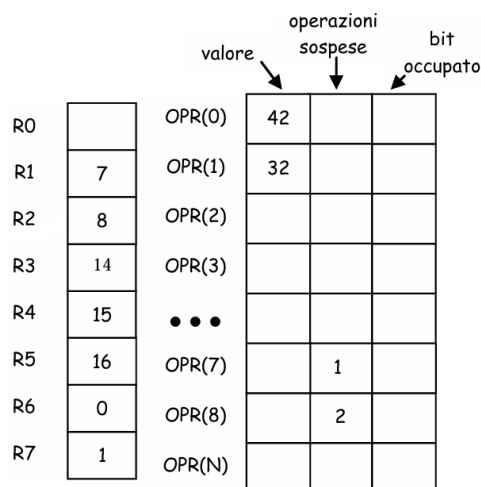 valore
operazioni
sospese
bit
occupato
R0
R1 7
R2 8
R3 14
R4 15
R5 16
R6 0
R7 1
OPR(0) 42
OPR(1) 32
OPR(2)
OPR(3)
• • •
OPR(7) 1
OPR(8) 2
OPR(N)